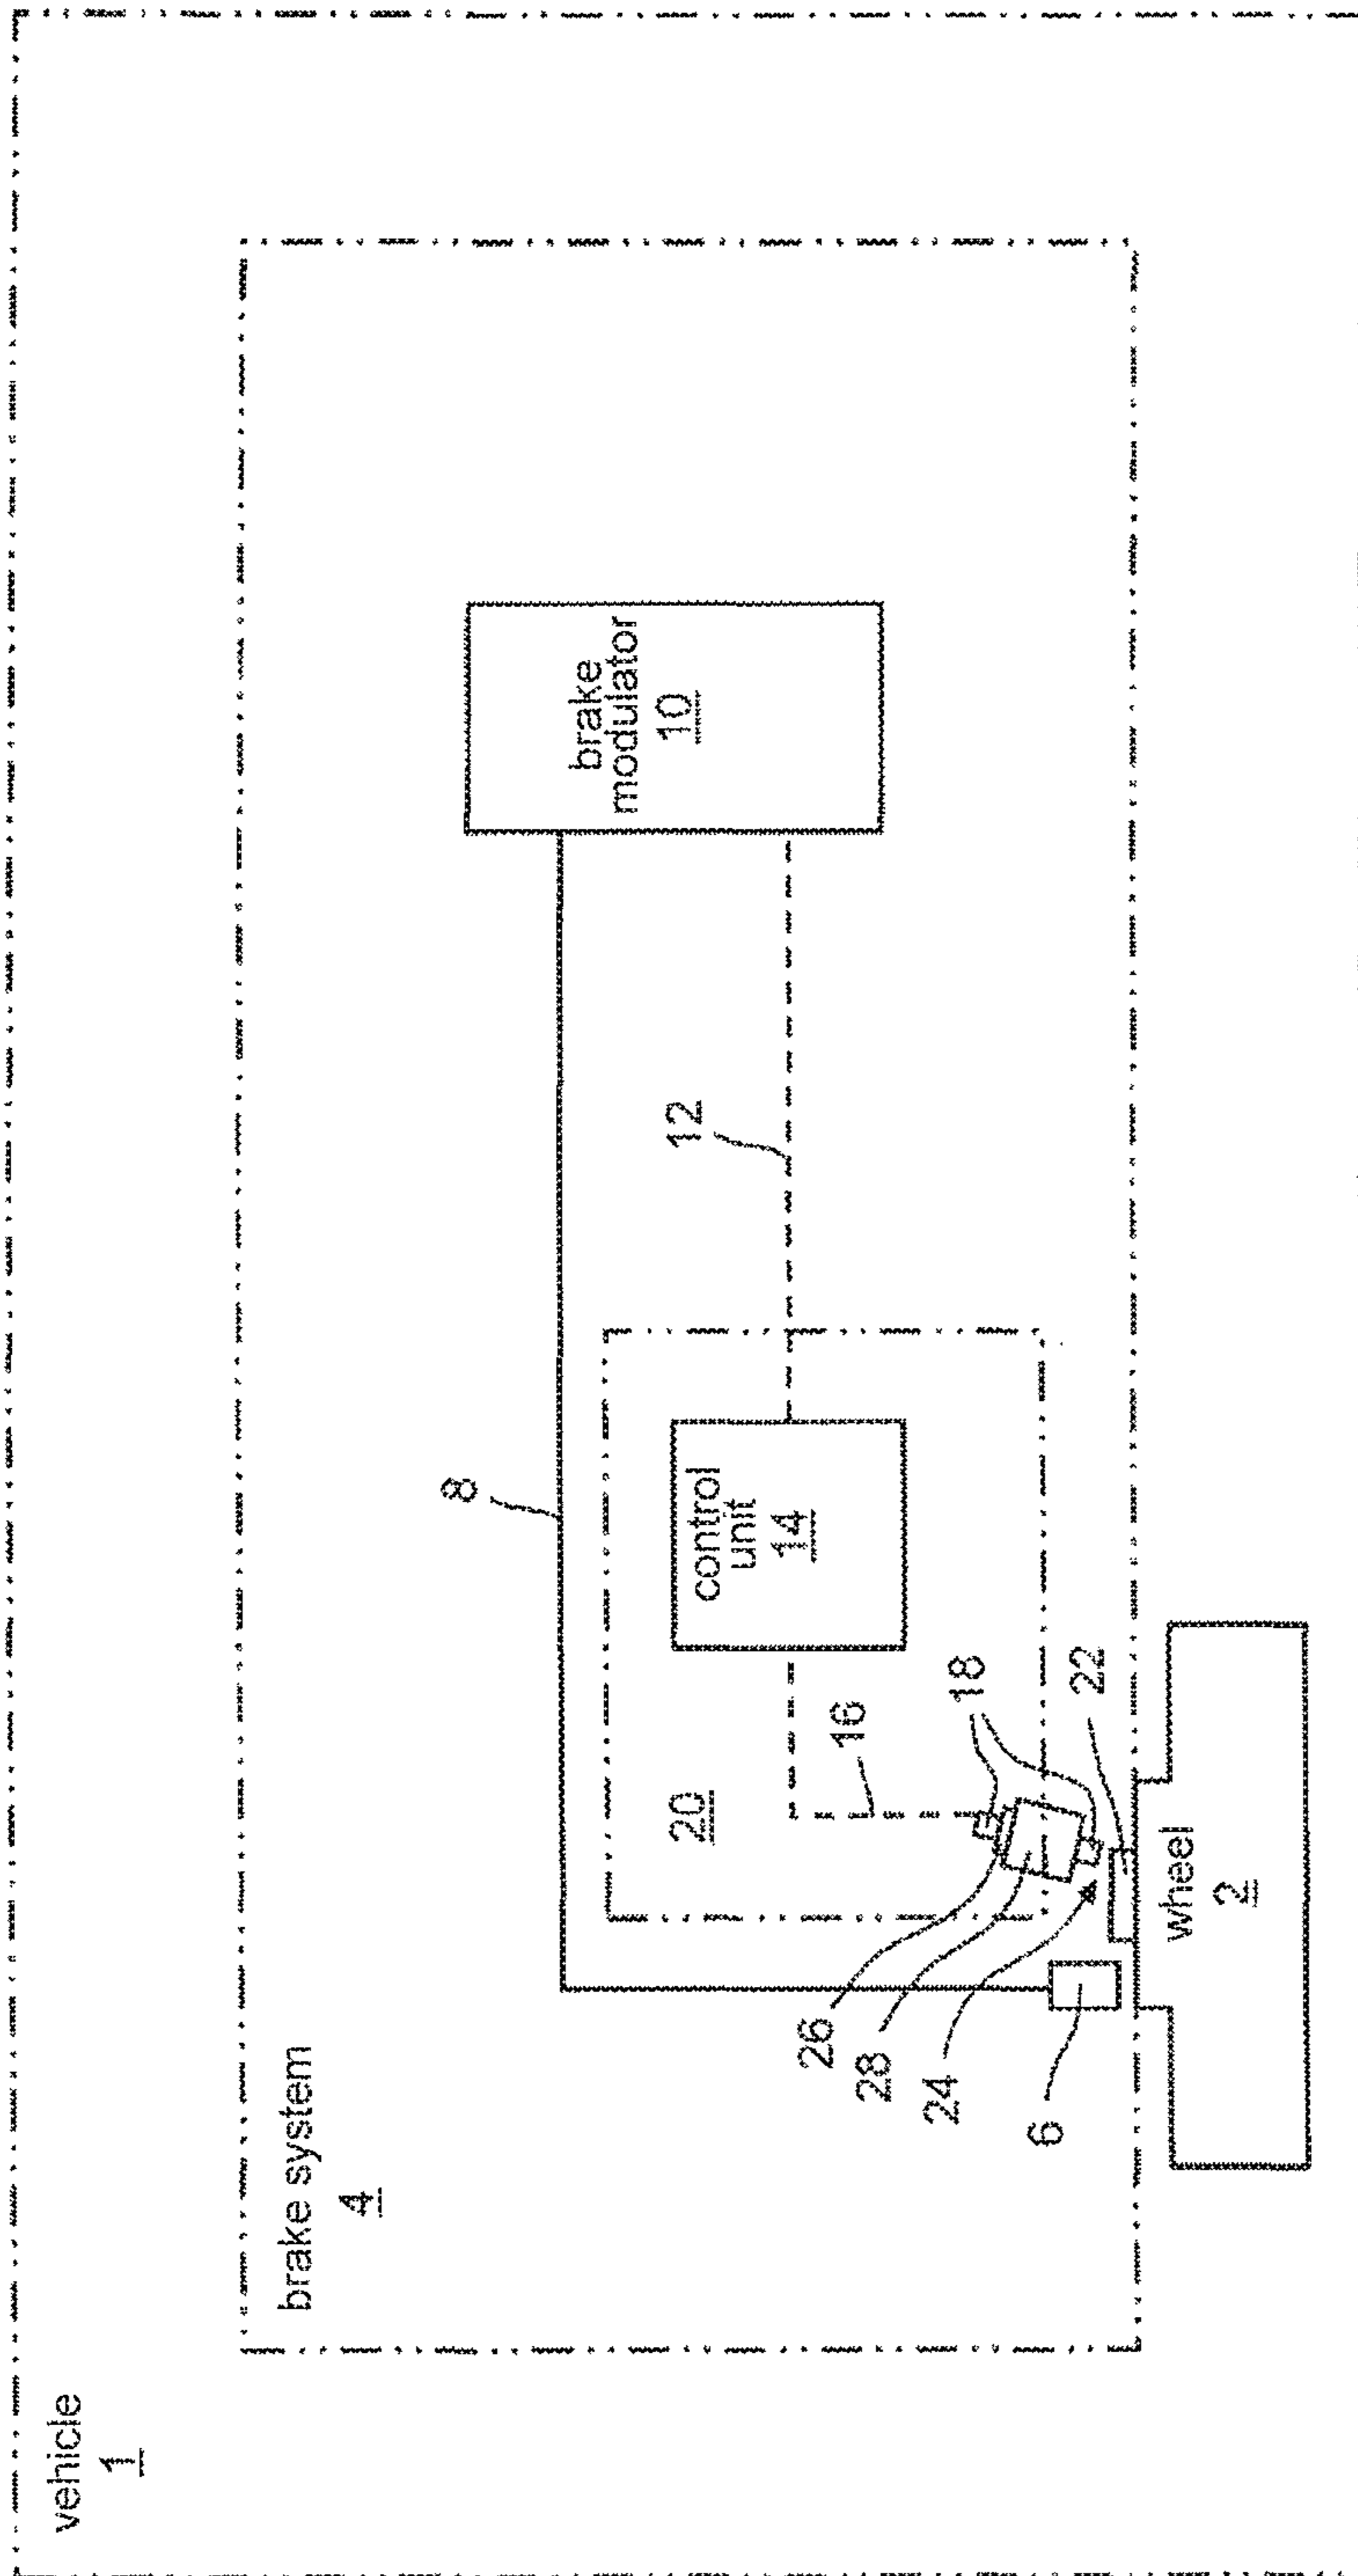 vehicle
1
brake system
4
8
12
brake
modulator
10
control
unit
14
20
16
18
22
26
28
24
6
wheel
2